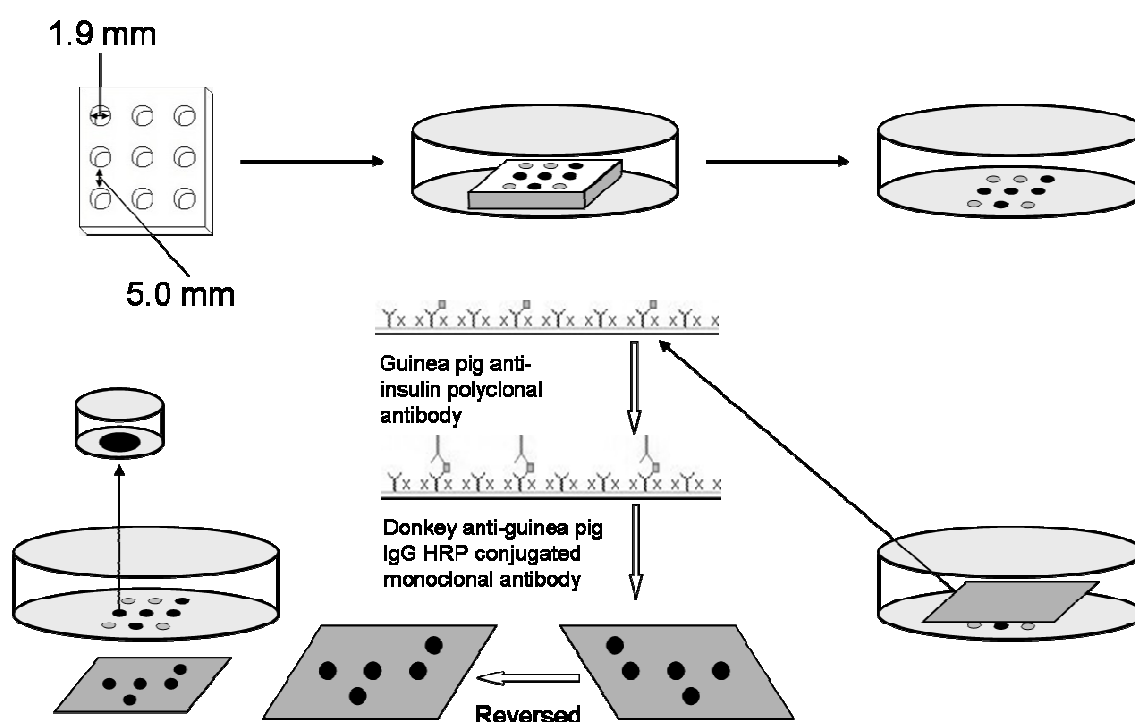 1.9 mm
5.0 mm
Guinea pig anti-
insulin polyclonal
antibody
Donkey anti-guinea pig
IgG HRP conjugated
monoclonal antibody
Reversed